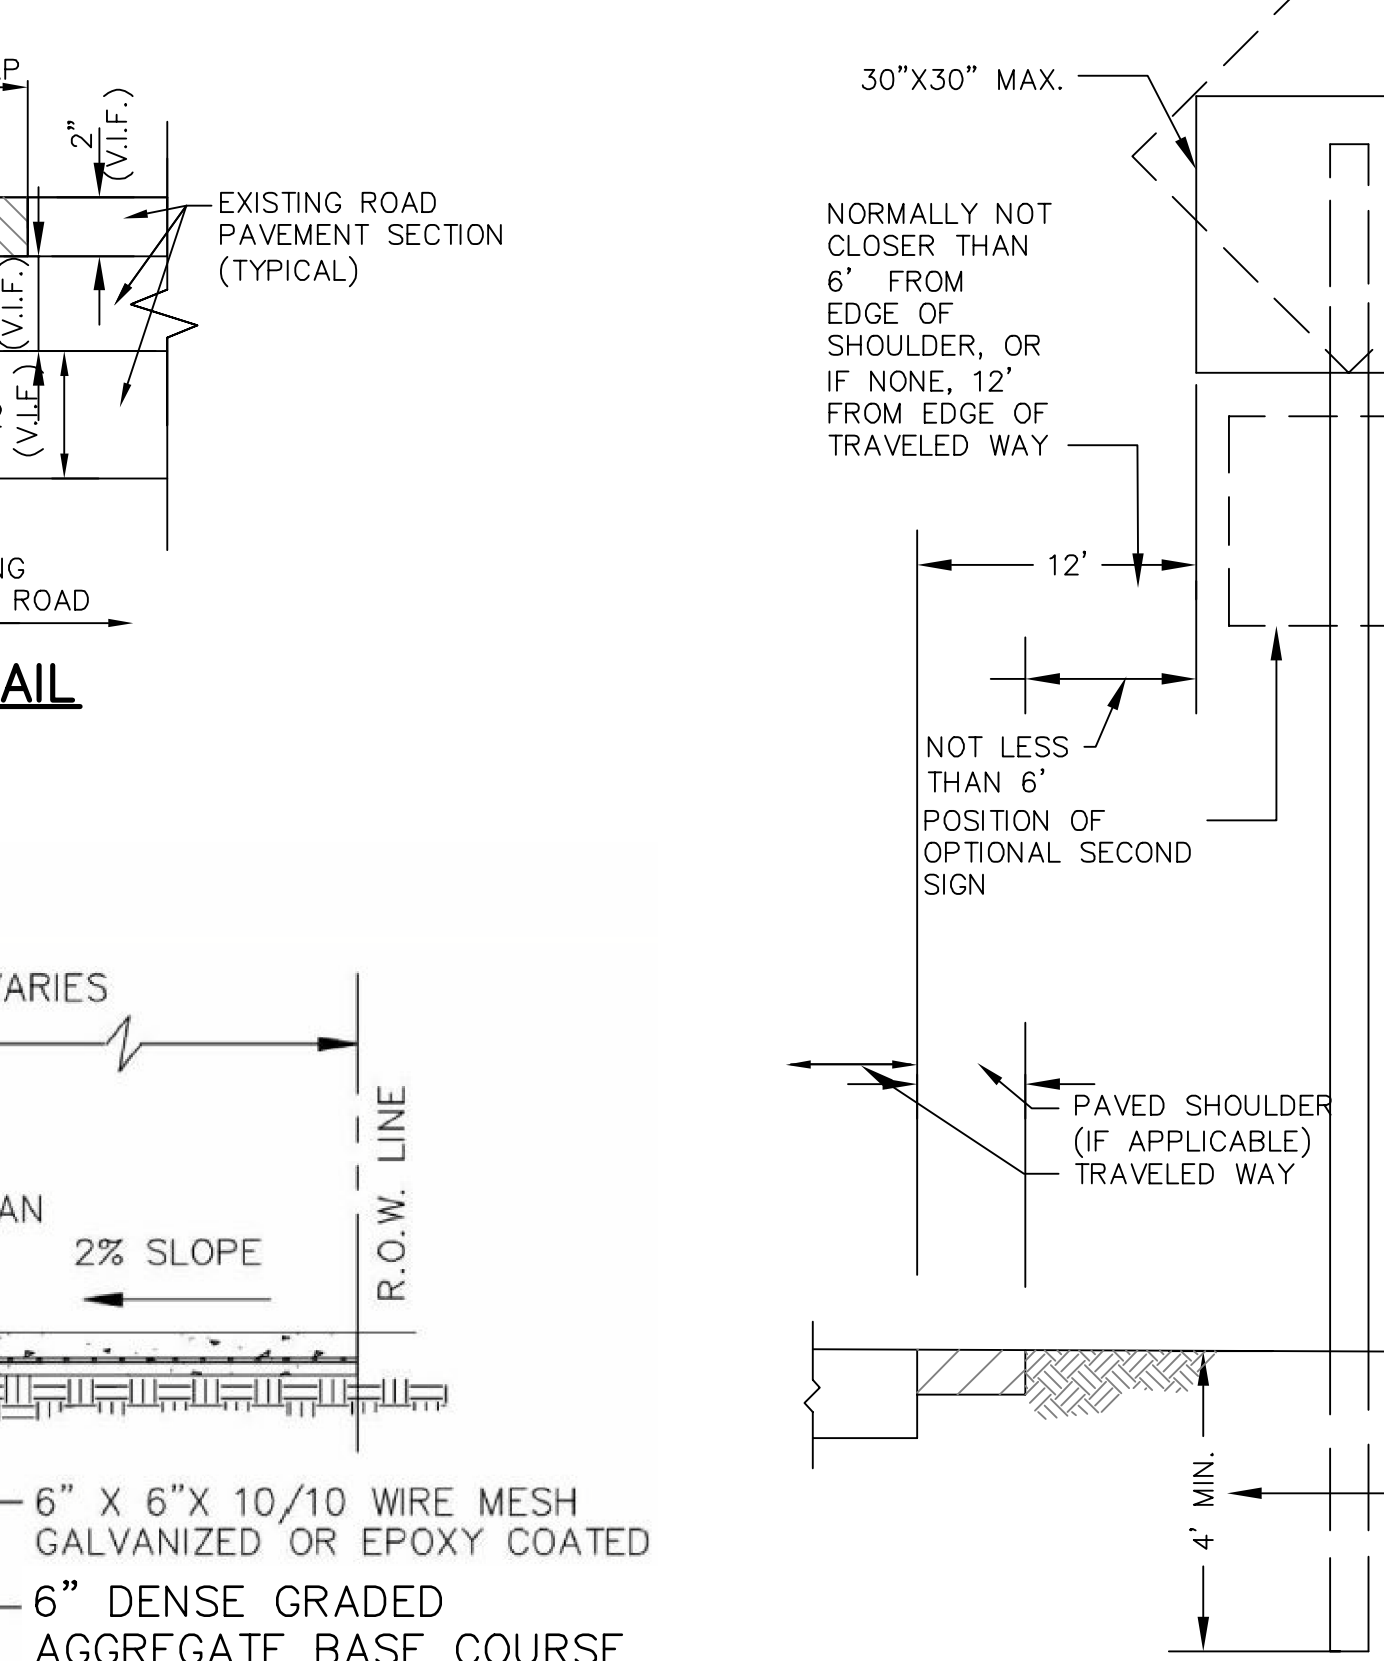 2"
(V.I.F.)
EXISTING ROAD
PAVEMENT SECTION
(TYPICAL)
(V.I.F.)
(V.I.F.)
ROAD
30"X30" MAX.
NORMALLY NOT
CLOSER THAN
6' FROM
EDGE OF
SHOULDER, OR
IF NONE, 12'
FROM EDGE OF
TRAVELED WAY
12'
NOT LESS
THAN 6'
POSITION OF
OPTIONAL SECOND
SIGN
PAVED SHOULDER
(IF APPLICABLE)
TRAVELED WAY
4' MIN.
R.O.W. LINE
2% SLOPE
6" X 6"X 10/10 WIRE MESH
GALVANIZED OR EPOXY COATED
6" DENSE GRADED
AGGREGATE BASE COURSE